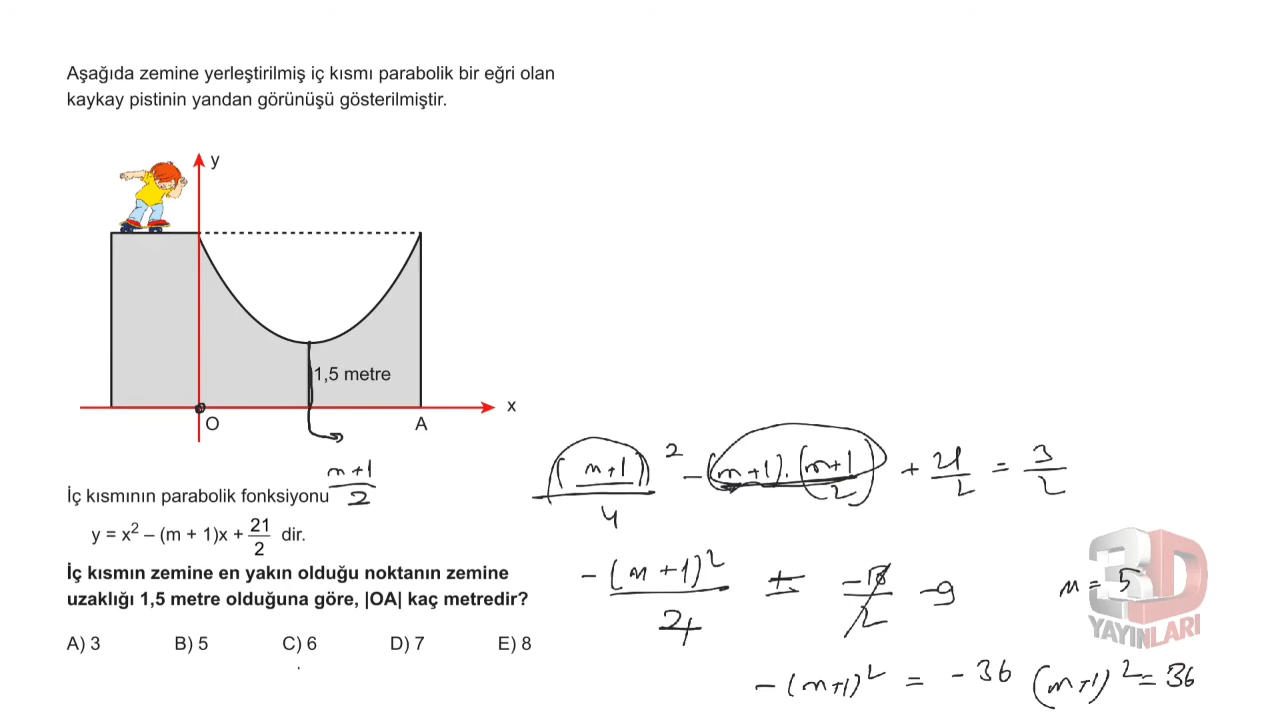 Aşağıda zemine yerleştirilmiş iç kısmı parabolik bir eğri olan
kaykay pistinin yandan görünüşü gösterilmiştir.
y
1,5 metre
x
O
A
m+1
2
İç kısmının parabolik fonksiyonu
y = x² – (m + 1)x + 21/2 dir.
İç kısmın zemine en yakın olduğu noktanın zemine
uzaklığı 1,5 metre olduğuna göre, |OA| kaç metredir?
A) 3 B) 5 C) 6 D) 7 E) 8
(m+1)²/4 - (m+1).(m+1/2) + 21/2 = 3/2
-(m+1)²/4 = -18/2 -9
m = 5
-(m+1)² = -36 (m+1)² = 36
3D
YAYINLARI